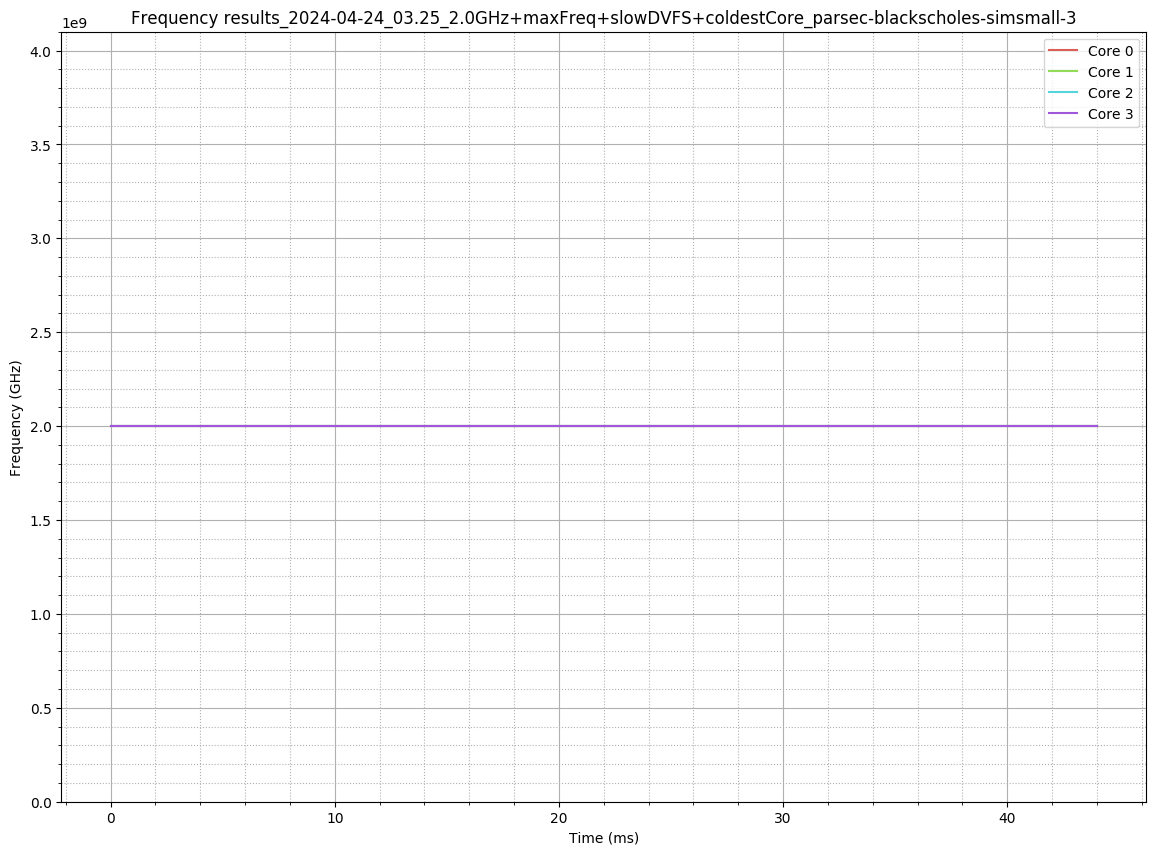 Frequency results_2024-04-24_03.25_2.0GHz+maxFreq+slowDVFS+coldestCore_parsec-blackscholes-simsmall-3
1e9
4.0
3.5
3.0
2.5
2.0
1.5
1.0
0.5
0.0
Frequency (GHz)
Core 0
Core 1
Core 2
Core 3
0 10 20 30 40
Time (ms)